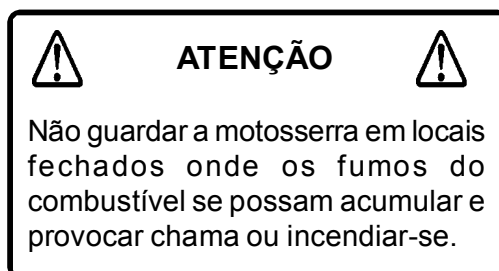 ATENÇÃO
Não guardar a motosserra em locais
fechados onde os fumos do
combustível se possam acumular e
provocar chama ou incendiar-se.